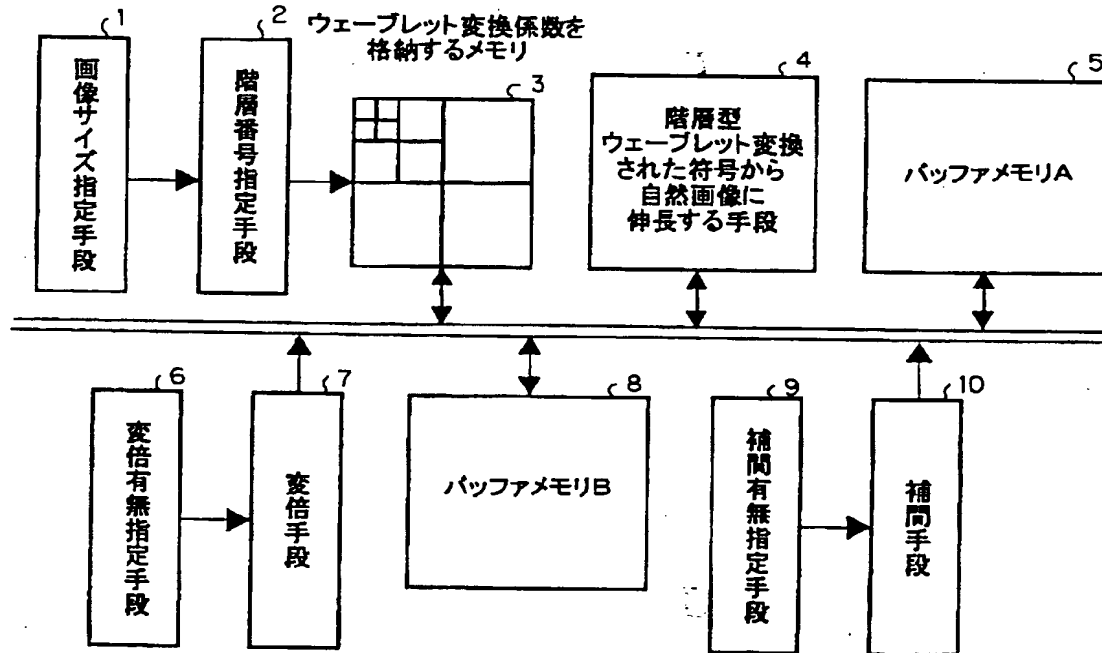 1
画像サイズ指定手段
2
階層番号指定手段
ウェーブレット変換係数を
格納するメモリ
3
4
階層型
ウェーブレット変換
された符号から
自然画像に
伸長する手段
5
バッファメモリA
6
変倍有無指定手段
7
変倍手段
8
バッファメモリB
9
補間有無指定手段
10
補間手段